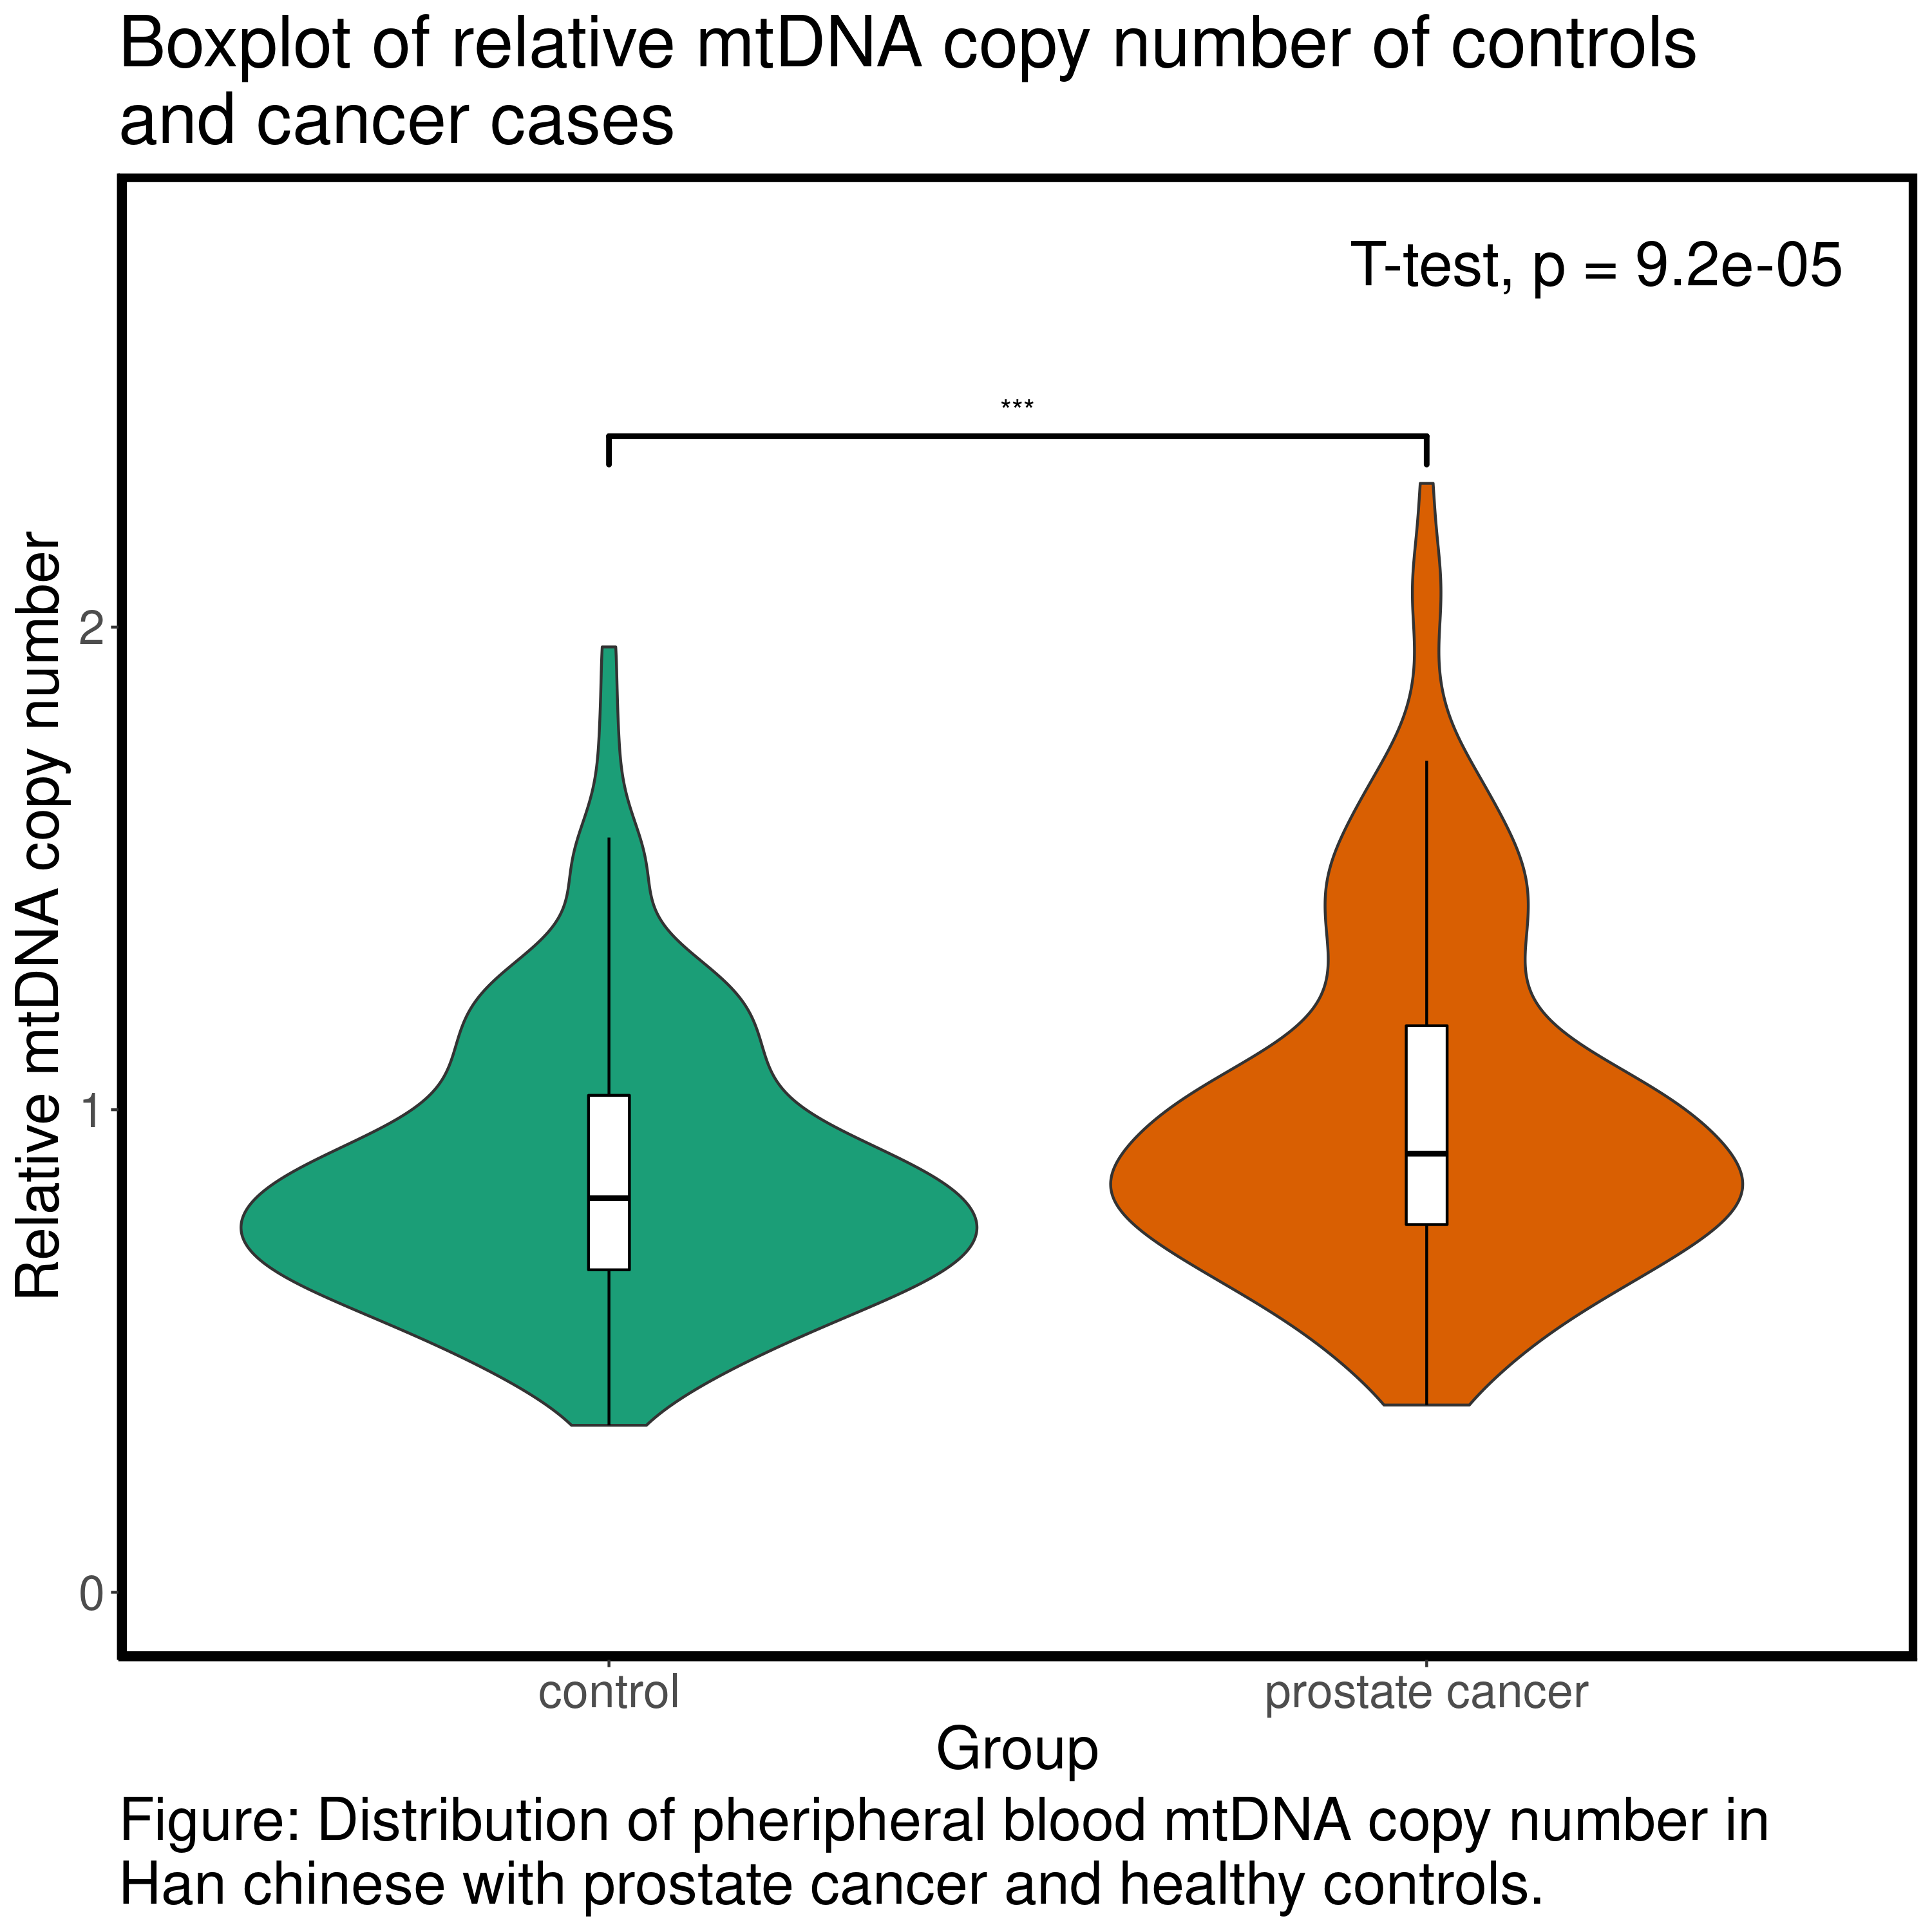 Boxplot of relative mtDNA copy number of controls
and cancer cases
T-test, p = 9.2e-05
***
Relative mtDNA copy number
2
1
0
control
prostate cancer
Group
Figure: Distribution of pheripheral blood mtDNA copy number in
Han chinese with prostate cancer and healthy controls.